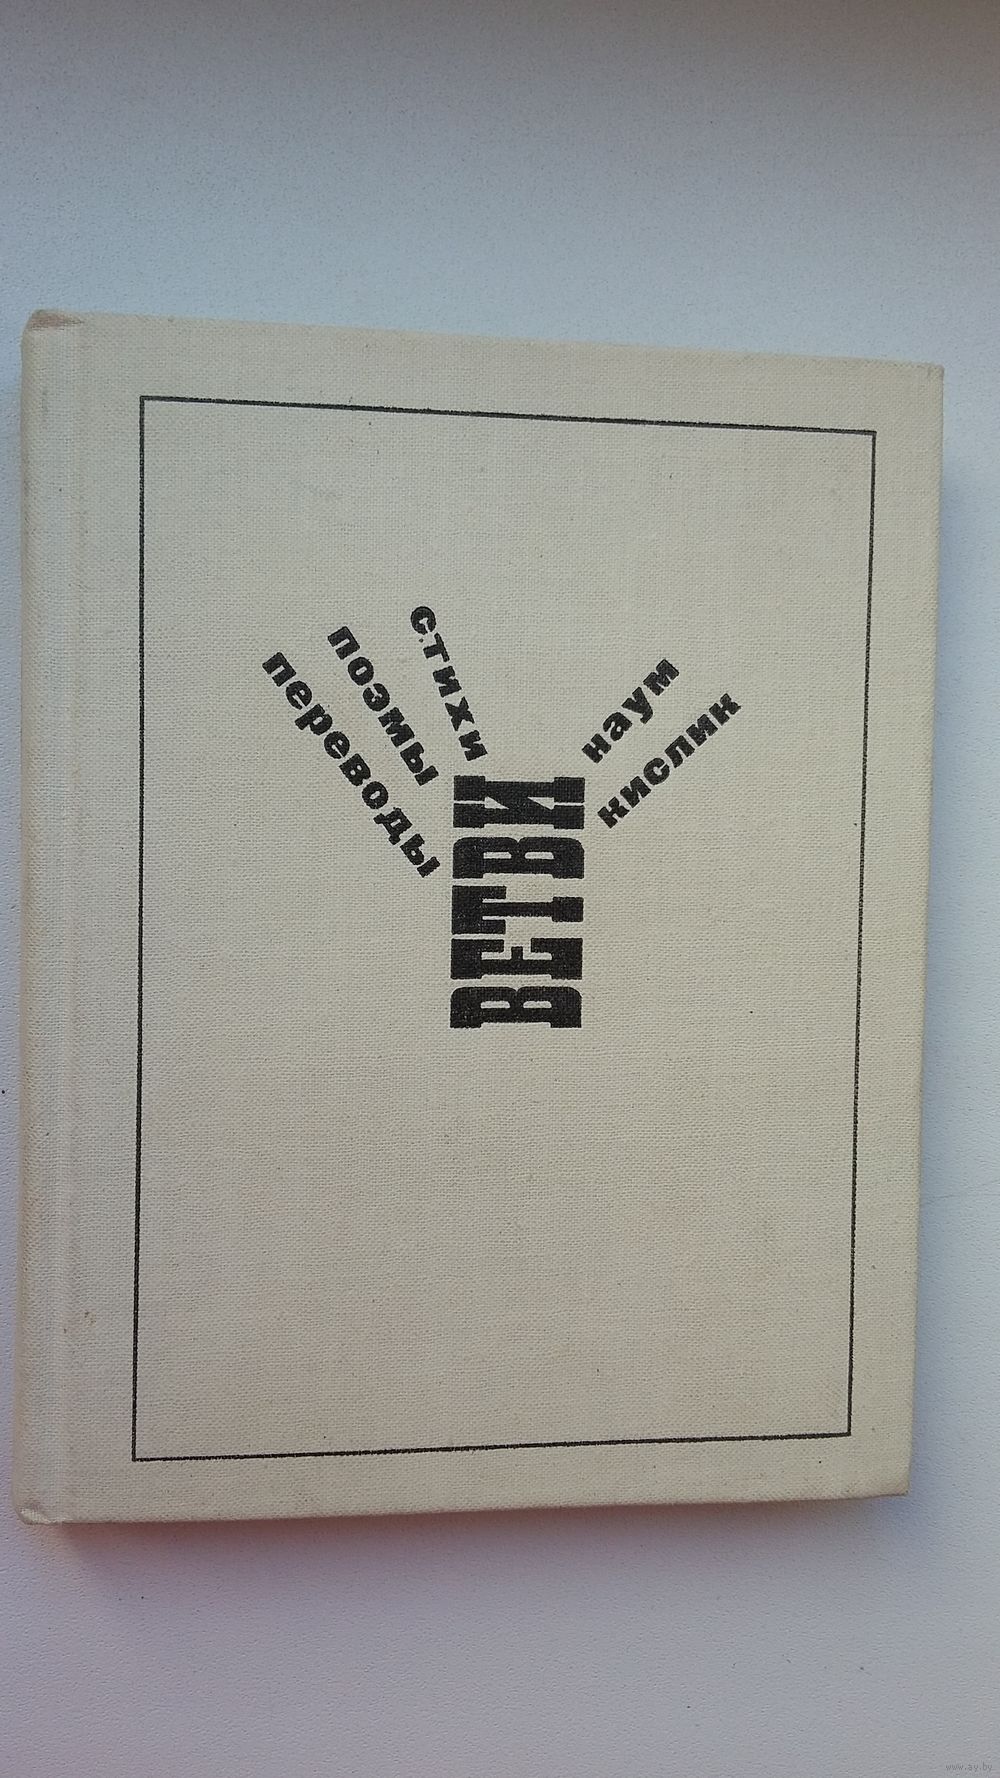 наум
кислик
ВЕТВИ
стихи
поэмы
переводы
www.ay.by